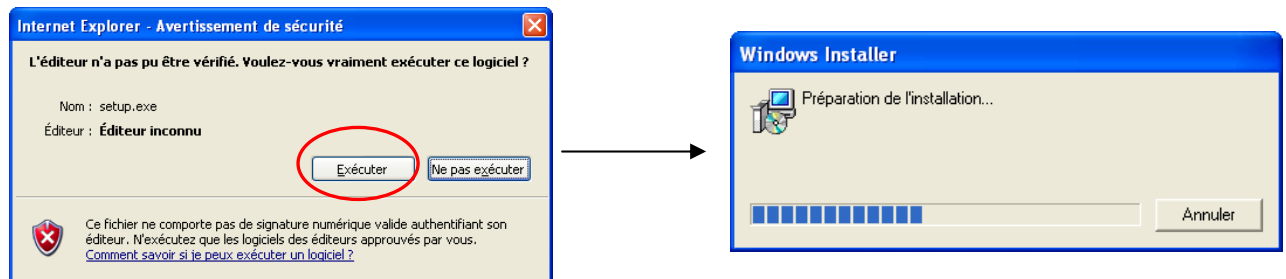 Internet Explorer - Avertissement de sécurité
L'éditeur n'a pas pu être vérifié. Voulez-vous vraiment exécuter ce logiciel ?
Nom : setup.exe
Éditeur : Éditeur inconnu
Exécuter
Ne pas exécuter
Ce fichier ne comporte pas de signature numérique valide authentifiant son
éditeur. N'exécutez que les logiciels des éditeurs approuvés par vous.
Comment savoir si je peux exécuter un logiciel ?
Windows Installer
Préparation de l'installation...
Annuler